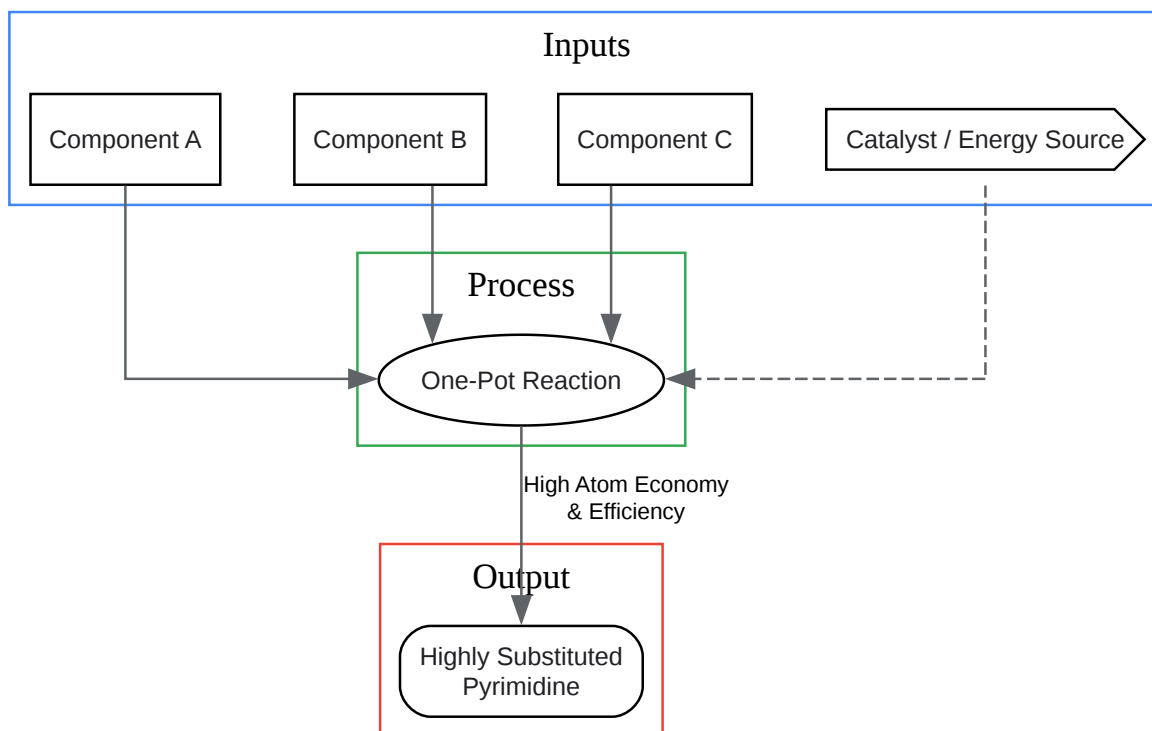 Inputs
Component A
Component B
Component C
Catalyst / Energy Source
Process
One-Pot Reaction
High Atom Economy
& Efficiency
Output
Highly Substituted
Pyrimidine